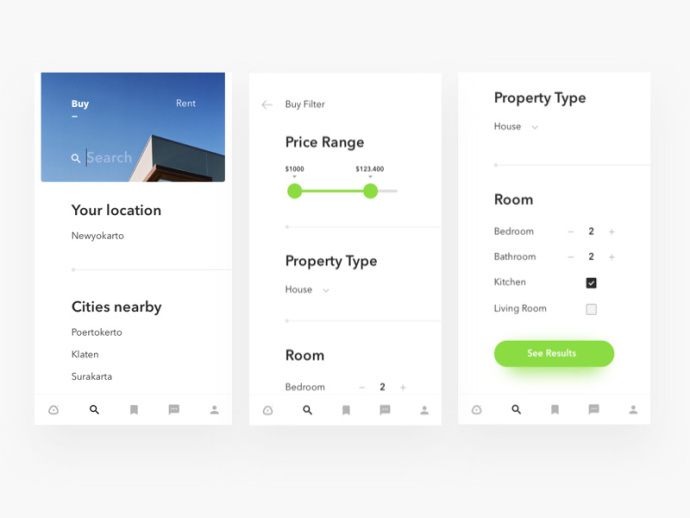 Buy
Rent
Search
Your location
Newyokarto
Cities nearby
Poertokerto
Klaten
Surakarta
Buy Filter
Price Range
$1000
$123.400
Property Type
House
Room
Bedroom
2
Property Type
House
Room
Bedroom
2
Bathroom
2
Kitchen
Living Room
See Results